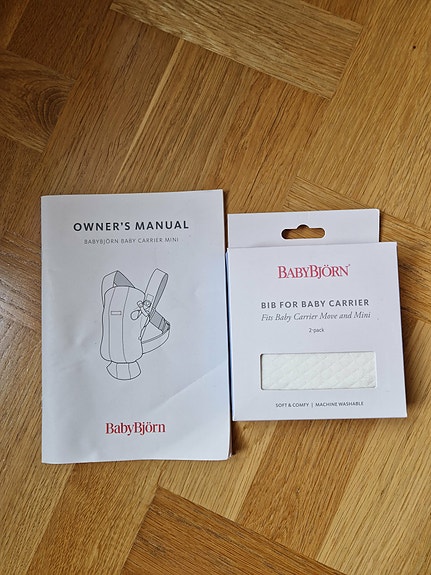 OWNER'S MANUAL
BABYBJÖRN BABY CARRIER MINI
BabyBjörn
BABYBJÖRN
BIB FOR BABY CARRIER
Fits Baby Carrier Move and Mini
2-pack
SOFT & COMFY | MACHINE WASHABLE